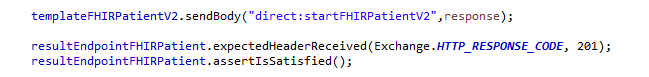 templateFHIRPatientV2.sendBody("direct:startFHIRPatientV2",response);
resultEndpointFHIRPatient.expectedHeaderReceived(Exchange.HTTP_RESPONSE_CODE, 201);
resultEndpointFHIRPatient.assertIsSatisfied();